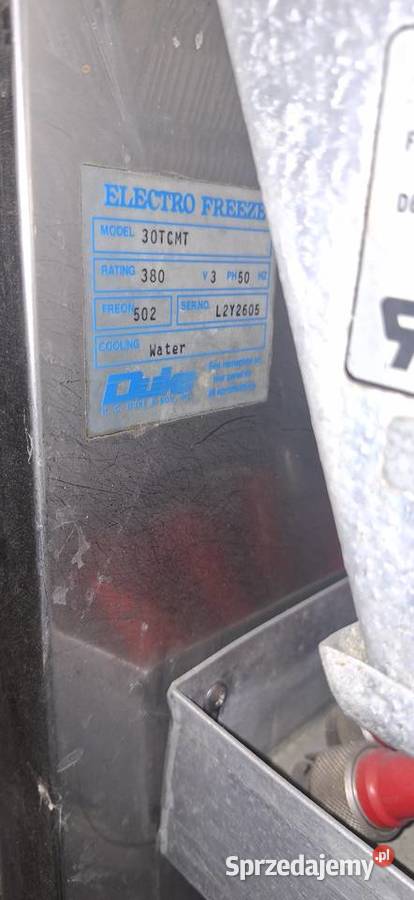 ELECTRO FREEZE
MODEL 30TCMT
RATING 380 V 3 PH 50 HZ
FREON 502 SER.NO. L2Y2605
COOLING Water
Duke
Sprzedajemy.pl